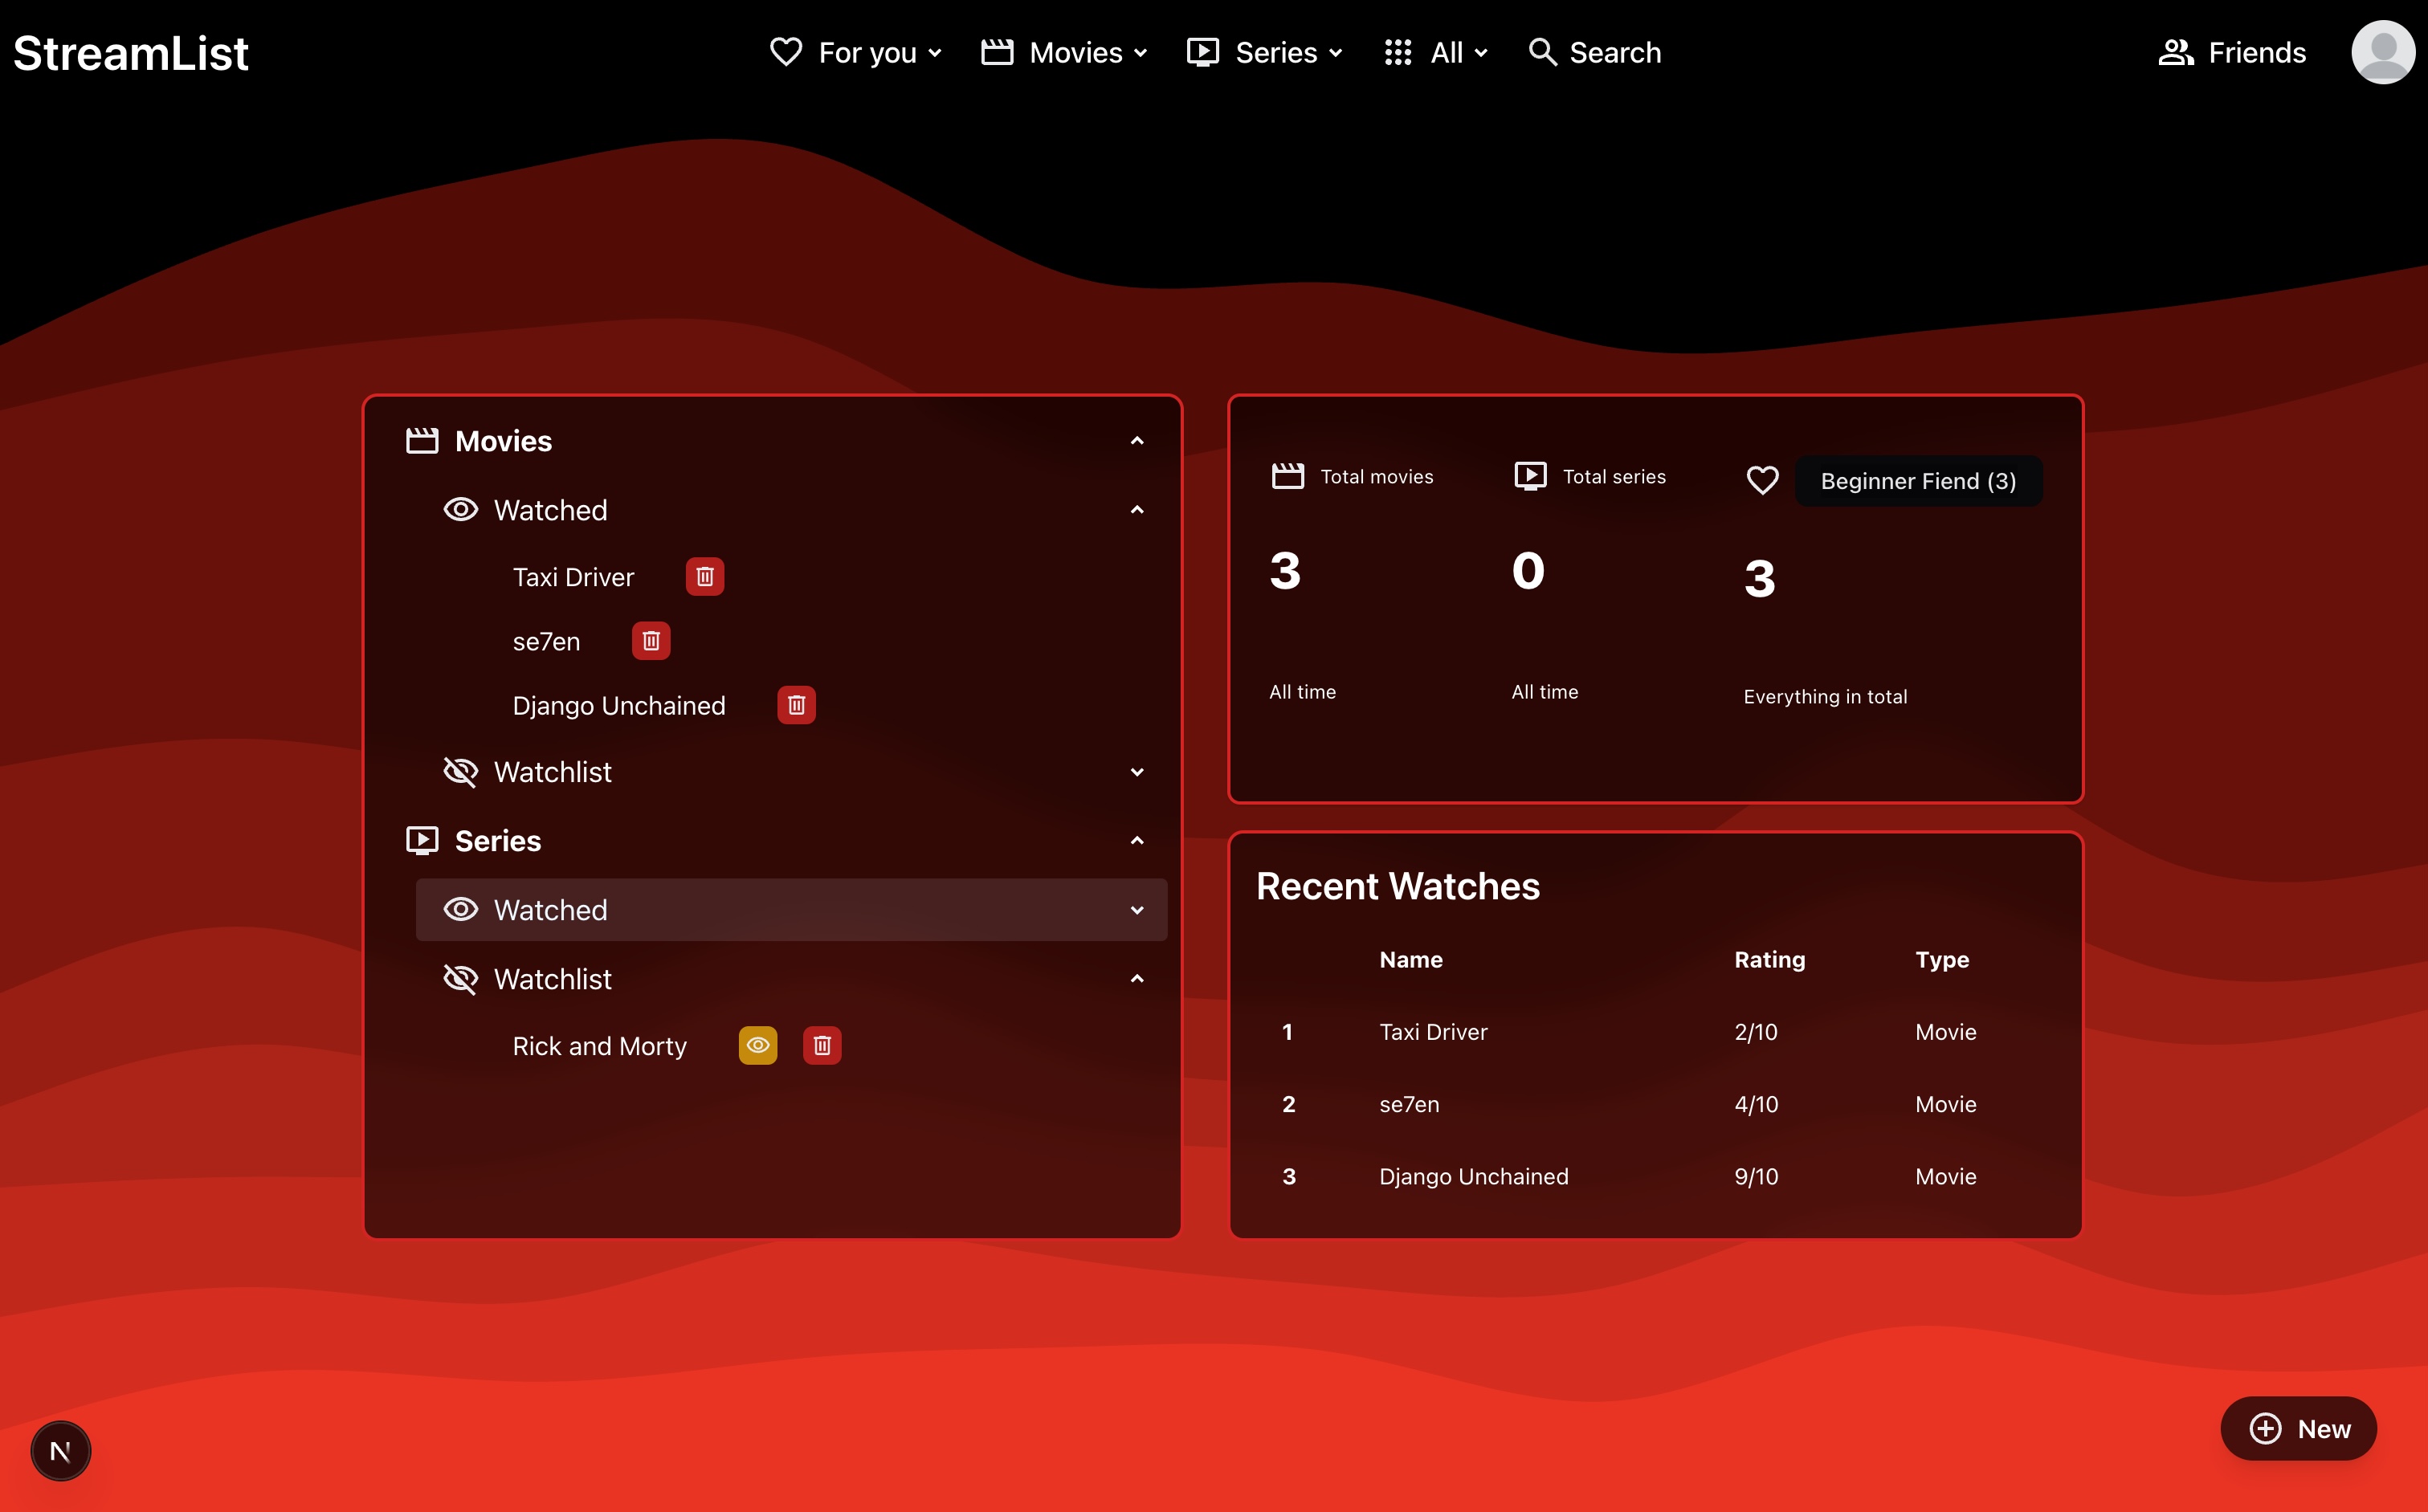 StreamList
For you
Movies
Series
All
Search
Friends
Movies
Watched
Taxi Driver
se7en
Django Unchained
Watchlist
Series
Watched
Watchlist
Rick and Morty
Total movies
3
All time
Total series
0
All time
Beginner Fiend (3)
3
Everything in total
Recent Watches
Name Rating Type
1 Taxi Driver 2/10 Movie
2 se7en 4/10 Movie
3 Django Unchained 9/10 Movie
N
New